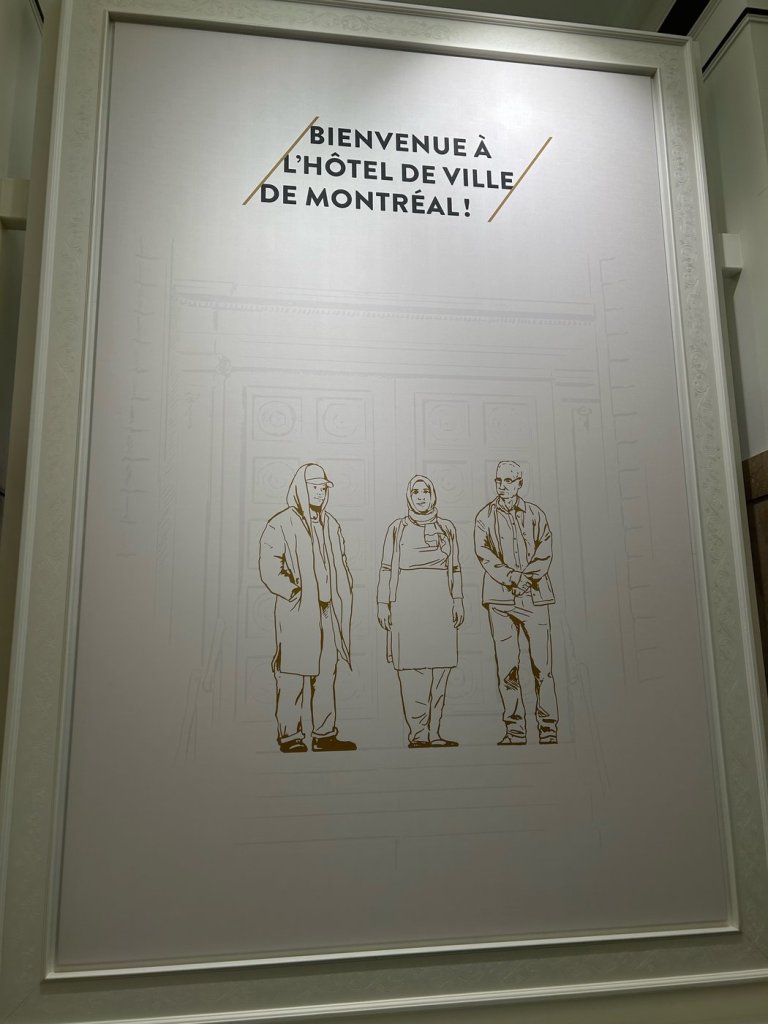 BIENVENUE À
L'HÔTEL DE VILLE
DE MONTRÉAL!